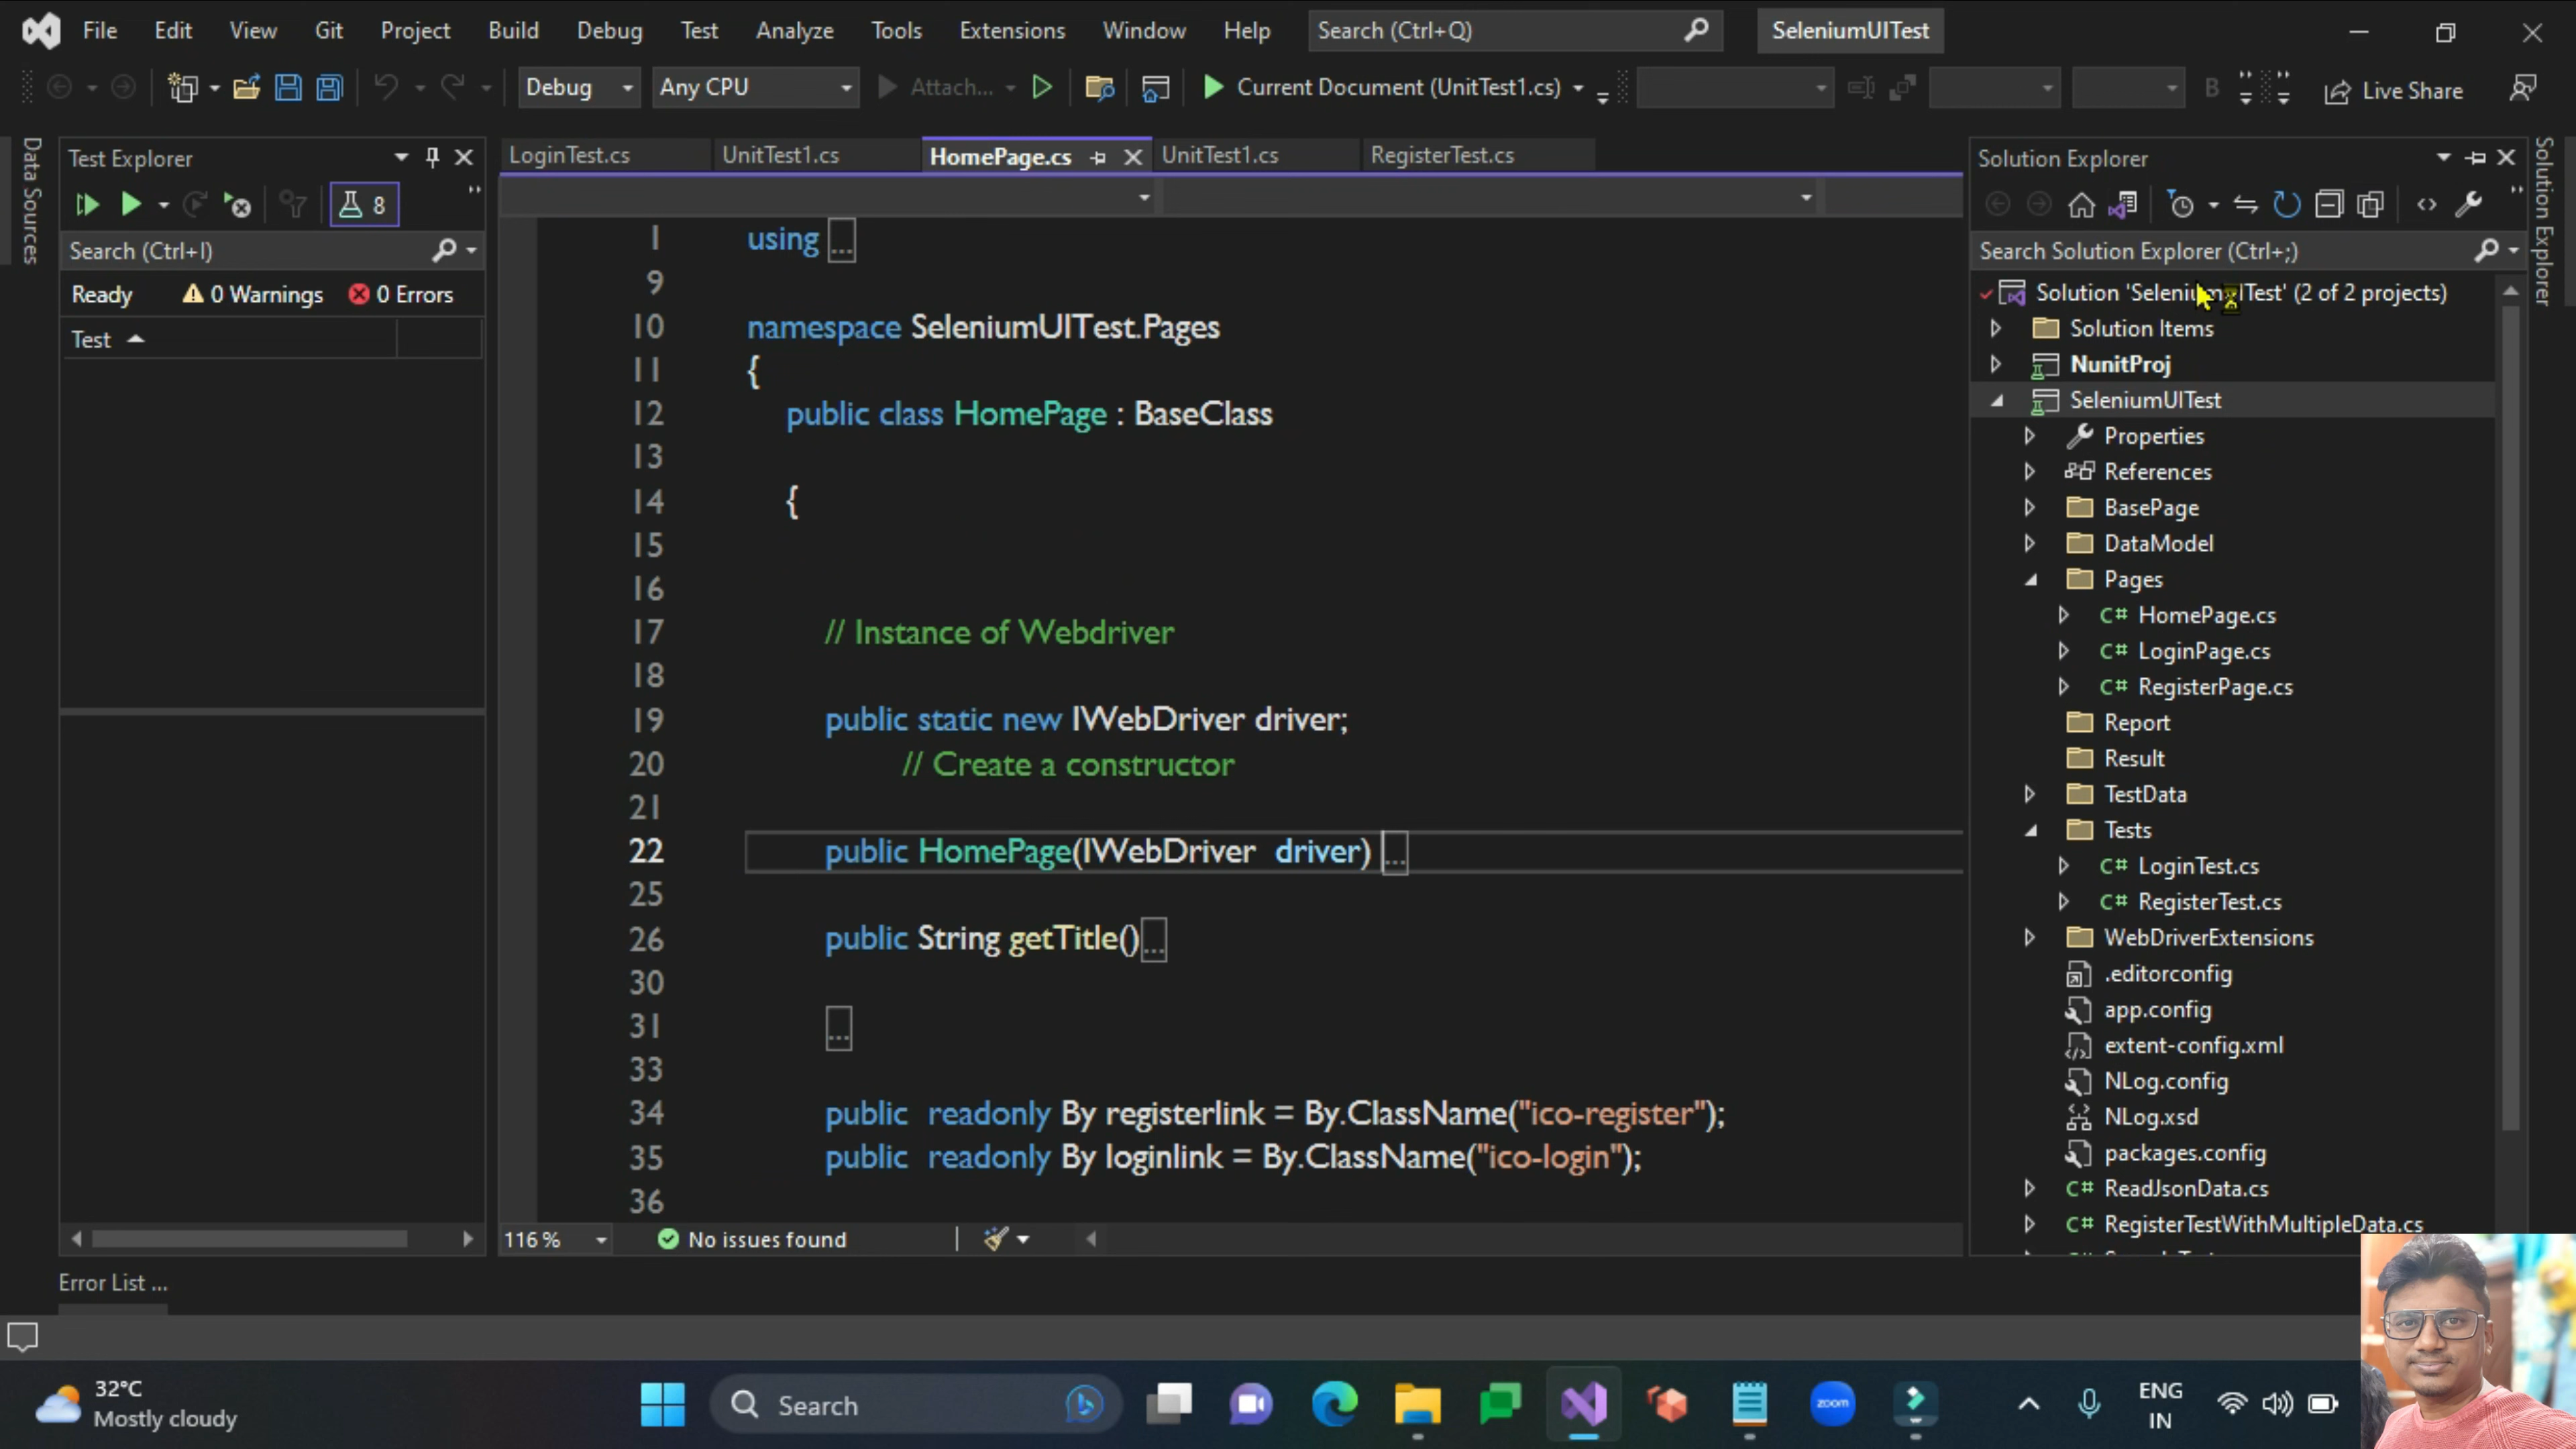 File Edit View Git Project Build Debug Test Analyze Tools Extensions Window Help Search (Ctrl+Q) SeleniumUITest
Debug Any CPU Attach... Current Document (UnitTest1.cs) B Live Share
Data Sources
Test Explorer
8
Search (Ctrl+I)
Ready 0 Warnings 0 Errors
Test
LoginTest.cs UnitTest1.cs HomePage.cs UnitTest1.cs RegisterTest.cs
1 using ...
9
10 namespace SeleniumUITest.Pages
11 {
12 public class HomePage : BaseClass
13
14 {
15
16
17 // Instance of Webdriver
18
19 public static new IWebDriver driver;
20 // Create a constructor
21
22 public HomePage(IWebDriver driver) ...
25
26 public String getTitle()...
30
31 ...
33
34 public readonly By registerlink = By.ClassName("ico-register");
35 public readonly By loginlink = By.ClassName("ico-login");
36
116 % No issues found
Solution Explorer
Search Solution Explorer (Ctrl+;)
Solution 'SeleniumUITest' (2 of 2 projects)
Solution Items
NunitProj
SeleniumUITest
Properties
References
BasePage
DataModel
Pages
C# HomePage.cs
C# LoginPage.cs
C# RegisterPage.cs
Report
Result
TestData
Tests
C# LoginTest.cs
C# RegisterTest.cs
WebDriverExtensions
.editorconfig
app.config
extent-config.xml
NLog.config
NLog.xsd
packages.config
C# ReadJsonData.cs
C# RegisterTestWithMultipleData.cs
Solution Explorer
Error List ...
32°C
Mostly cloudy
Search
zoom
ENG
IN